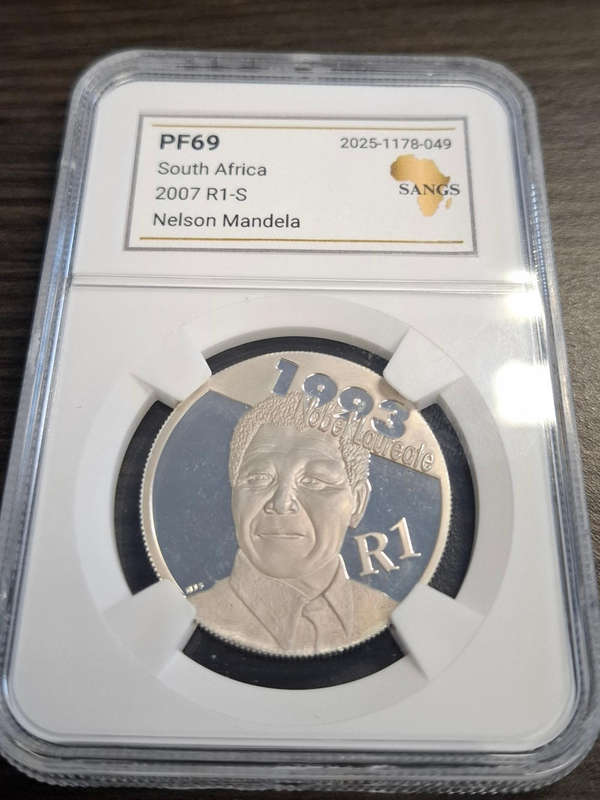 PF69
South Africa
2007 R1-S
Nelson Mandela
2025-1178-049
SANGS
1993
Nobel Laureate
R1